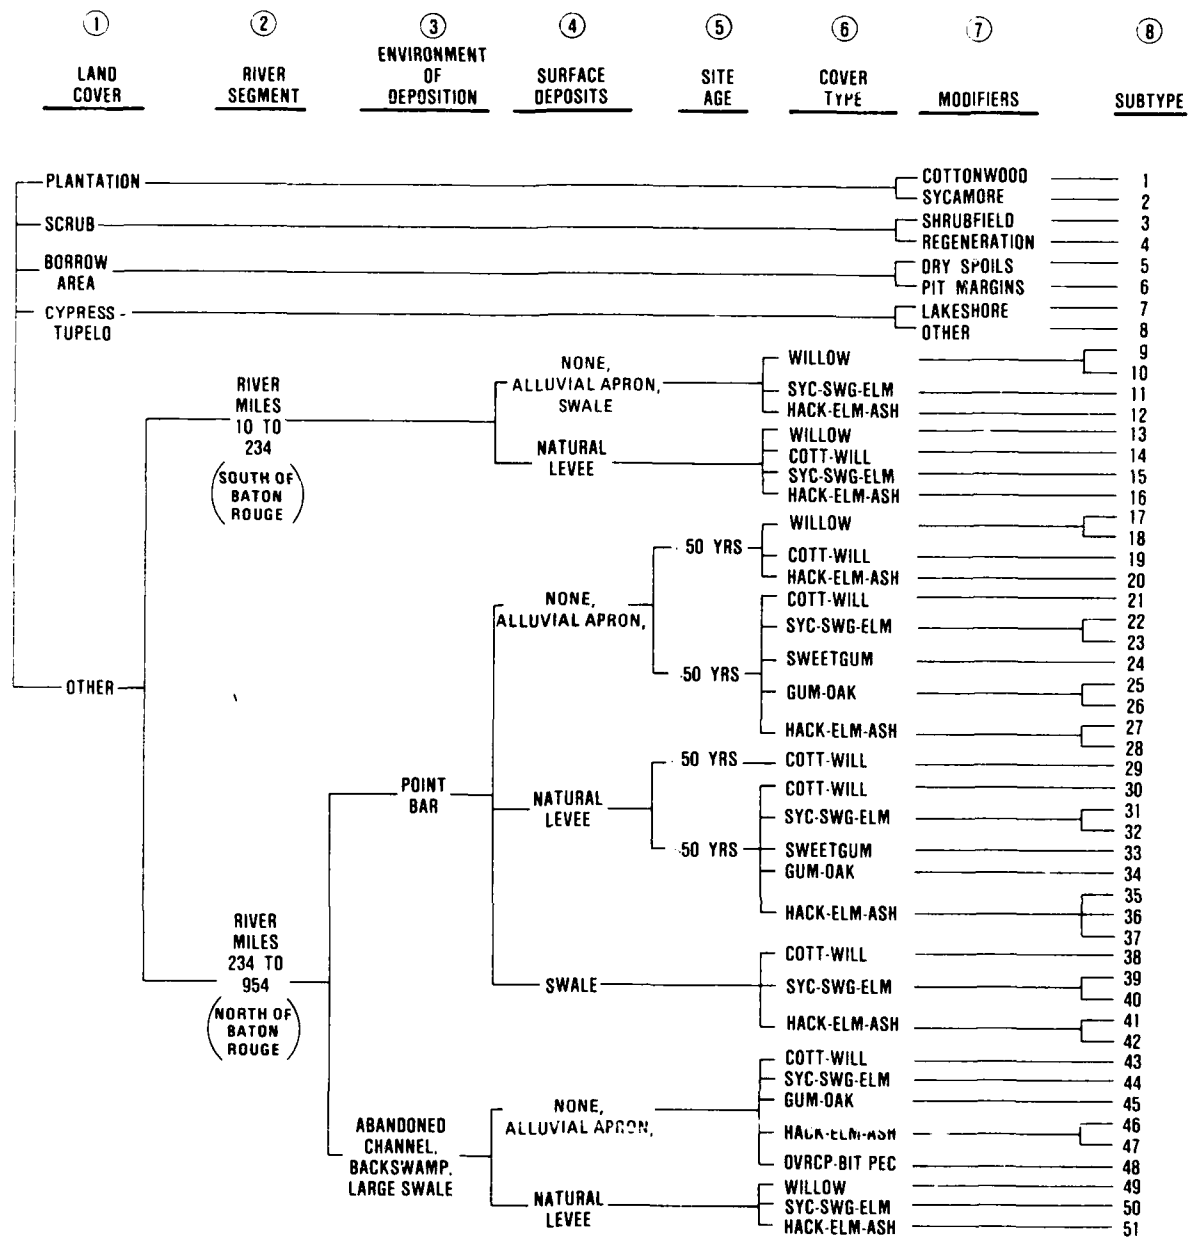 1 2 3 4 5 6 7 8
LAND COVER
RIVER SEGMENT
ENVIRONMENT OF DEPOSITION
SURFACE DEPOSITS
SITE AGE
COVER TYPE
MODIFIERS
SUBTYPE
PLANTATION
COTTONWOOD 1
SYCAMORE 2
SCRUB
SHRUBFIELD 3
REGENERATION 4
BORROW AREA
DRY SPOILS 5
PIT MARGINS 6
CYPRESS - TUPELO
LAKESHORE 7
OTHER 8
OTHER
RIVER MILES 10 TO 234
(SOUTH OF BATON ROUGE)
NONE, ALLUVIAL APRON, SWALE
WILLOW 9
10
SYC-SWG-ELM 11
HACK-ELM-ASH 12
NATURAL LEVEE
WILLOW 13
COTT-WILL 14
SYC-SWG-ELM 15
HACK-ELM-ASH 16
RIVER MILES 234 TO 954
(NORTH OF BATON ROUGE)
POINT BAR
NONE, ALLUVIAL APRON,
50 YRS
WILLOW 17
18
COTT-WILL 19
HACK-ELM-ASH 20
50 YRS
COTT-WILL 21
SYC-SWG-ELM 22
23
SWEETGUM 24
GUM-OAK 25
26
HACK-ELM-ASH 27
28
NATURAL LEVEE
50 YRS
COTT-WILL 29
50 YRS
COTT-WILL 30
SYC-SWG-ELM 31
32
SWEETGUM 33
GUM-OAK 34
HACK-ELM-ASH 35
36
37
SWALE
COTT-WILL 38
SYC-SWG-ELM 39
40
HACK-ELM-ASH 41
42
ABANDONED CHANNEL, BACKSWAMP, LARGE SWALE
NONE, ALLUVIAL APRON,
COTT-WILL 43
SYC-SWG-ELM 44
GUM-OAK 45
HACK-ELM-ASH 46
47
OVRCP-BIT PEC 48
NATURAL LEVEE
WILLOW 49
SYC-SWG-ELM 50
HACK-ELM-ASH 51